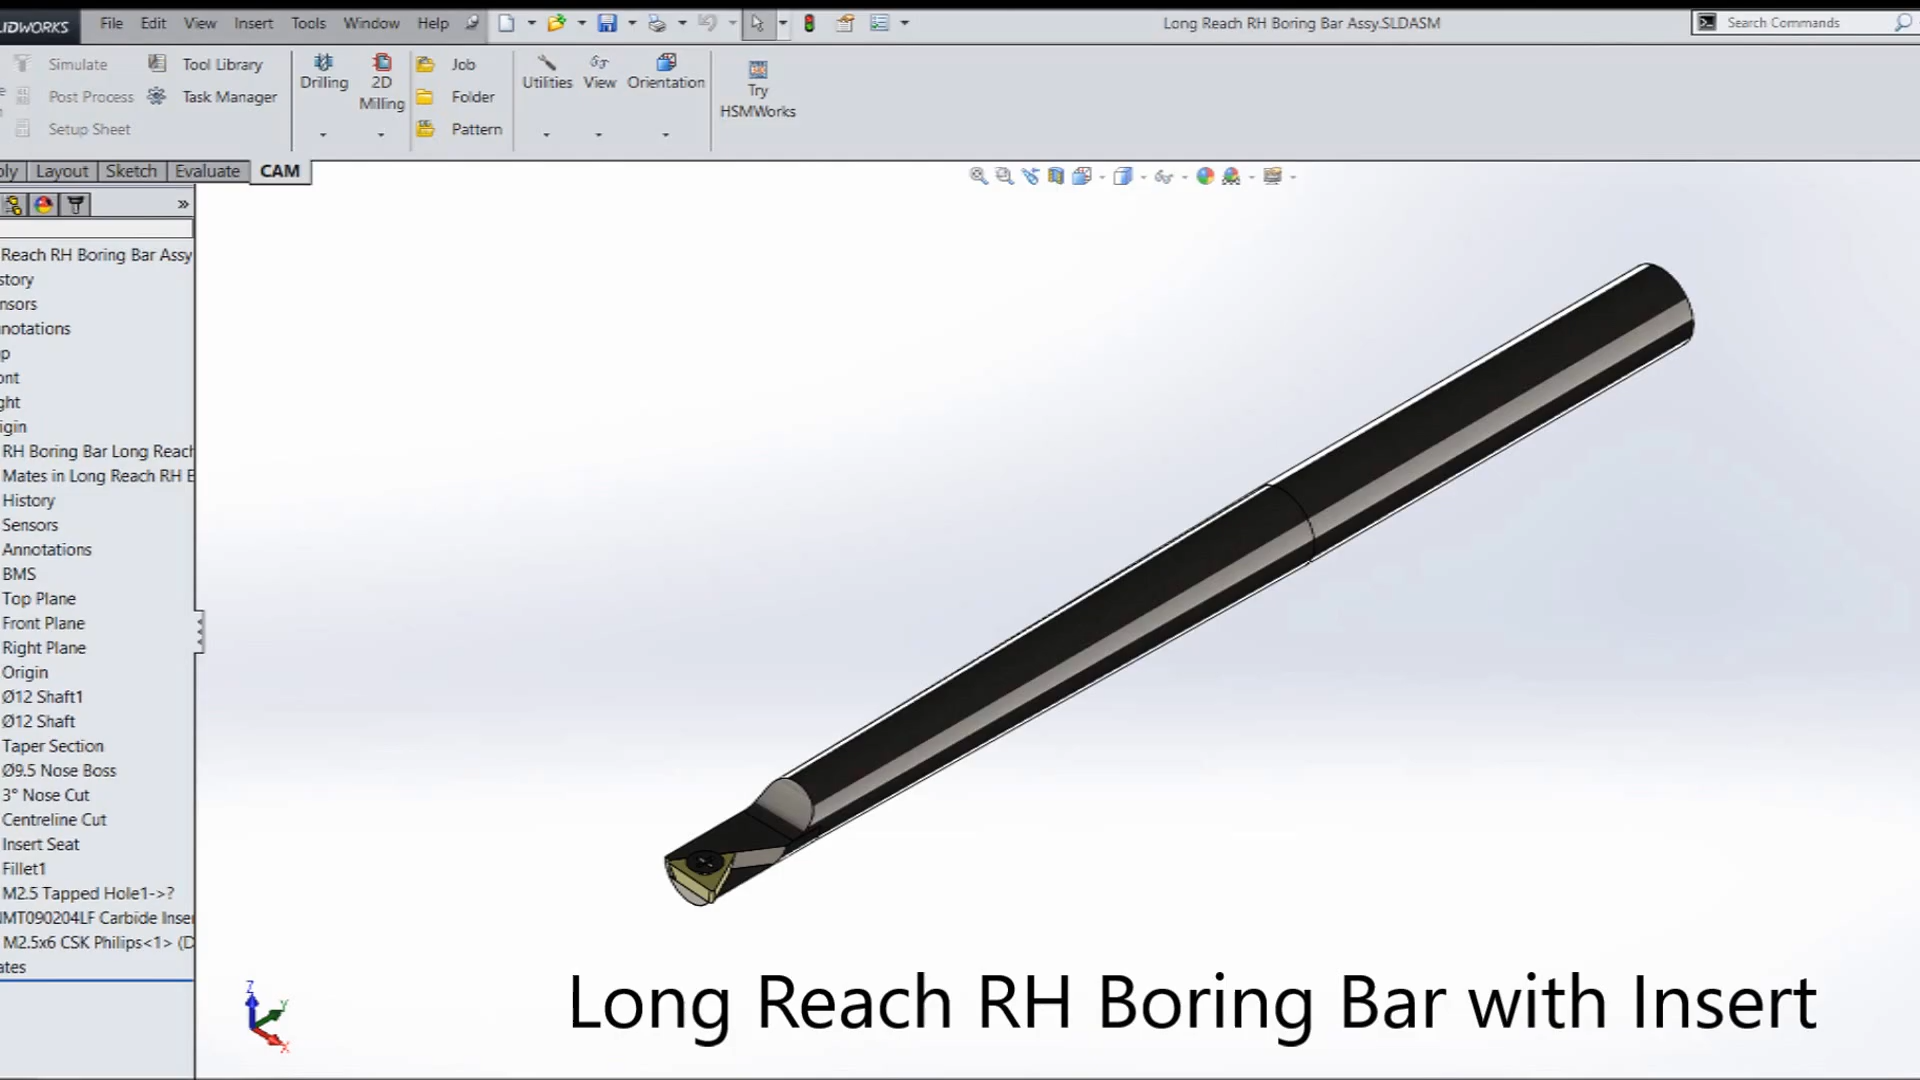 LIDWORKS File Edit View Insert Tools Window Help Long Reach RH Boring Bar Assy.SLDASM Search Commands
Simulate Tool Library Drilling 2D Milling Job Utilities View Orientation Try HSMWorks
Post Process Task Manager Folder
Setup Sheet Pattern
bly Layout Sketch Evaluate CAM
»
Reach RH Boring Bar Assy
story
nsors
notations
p
ont
ght
igin
RH Boring Bar Long Reach
Mates in Long Reach RH B
History
Sensors
Annotations
BMS
Top Plane
Front Plane
Right Plane
Origin
Ø12 Shaft1
Ø12 Shaft
Taper Section
Ø9.5 Nose Boss
3° Nose Cut
Centreline Cut
Insert Seat
Fillet1
M2.5 Tapped Hole1->?
MT090204LF Carbide Inser
M2.5x6 CSK Philips<1> (D
ates
Z
Y
X
Long Reach RH Boring Bar with Insert